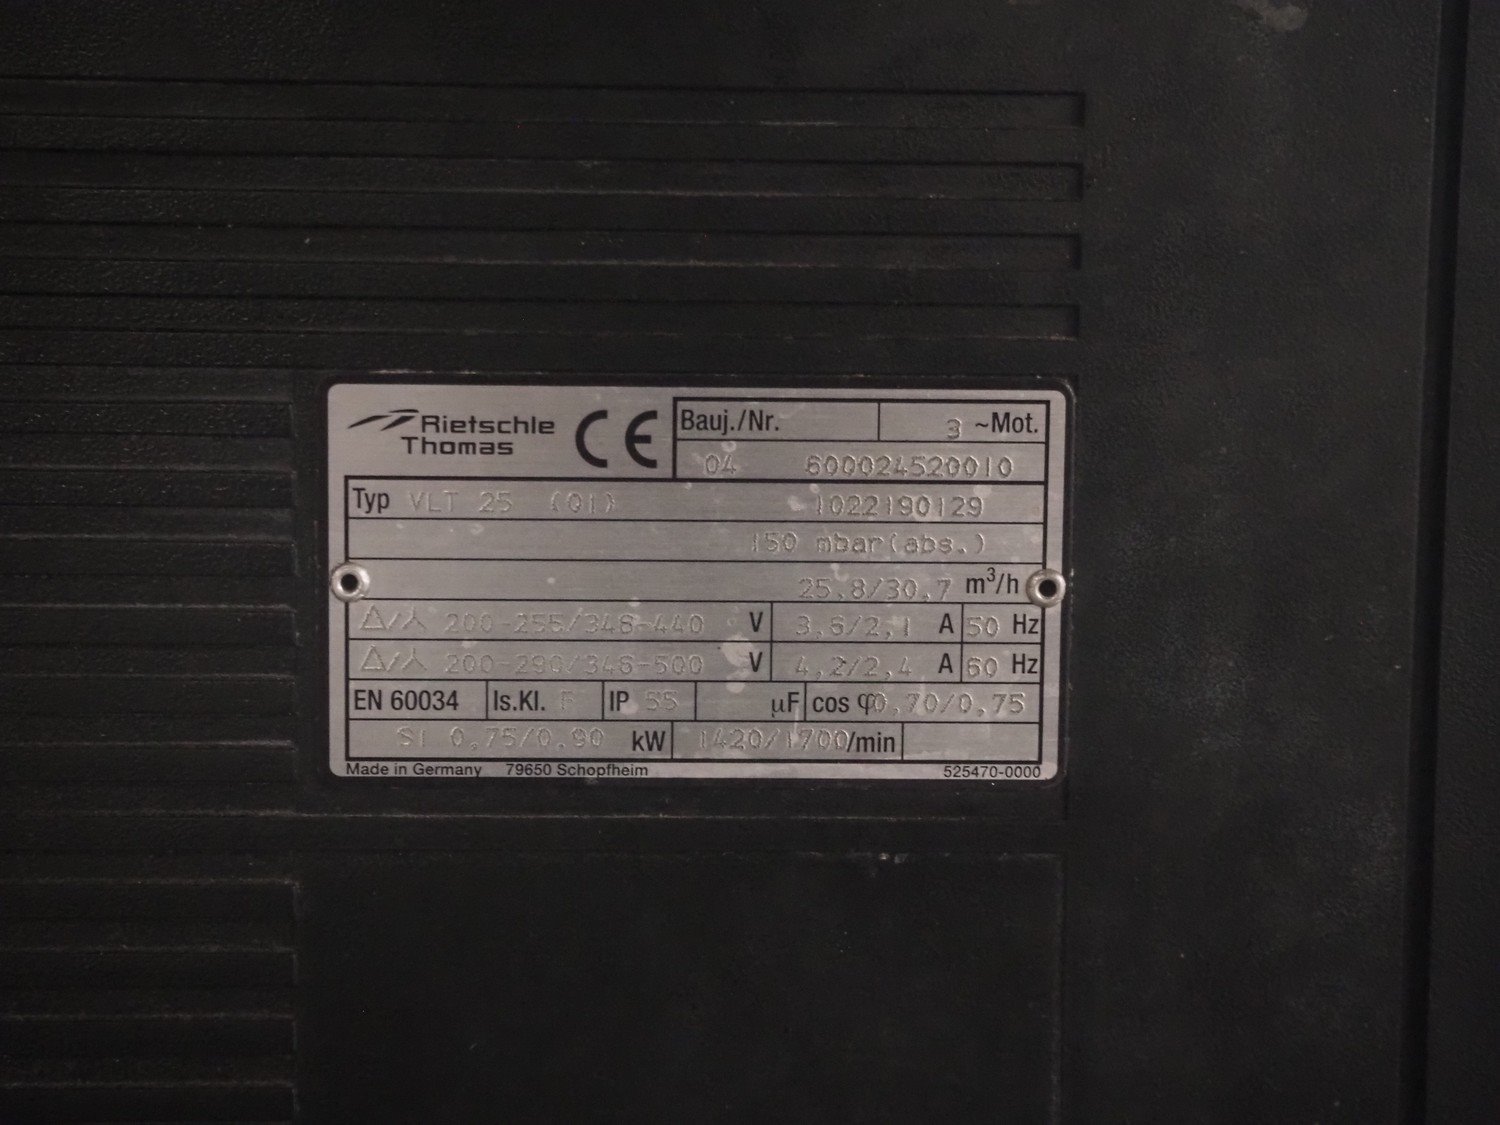 Rietschle
Thomas
CE
Bauj./Nr. 3 ~Mot.
04 600024520010
Typ VLT 25 (01) 1022190129
150 mbar(abs.)
25,8/30,7 m³/h
△/⅄ 200-255/346-440 V 3,6/2,1 A 50 Hz
△/⅄ 200-290/346-500 V 4,2/2,4 A 60 Hz
EN 60034 Is.Kl. F IP 55 µF cos φ 0,70/0,75
S1 0,75/0,90 kW 1420/1700/min
Made in Germany 79650 Schopfheim 525470-0000